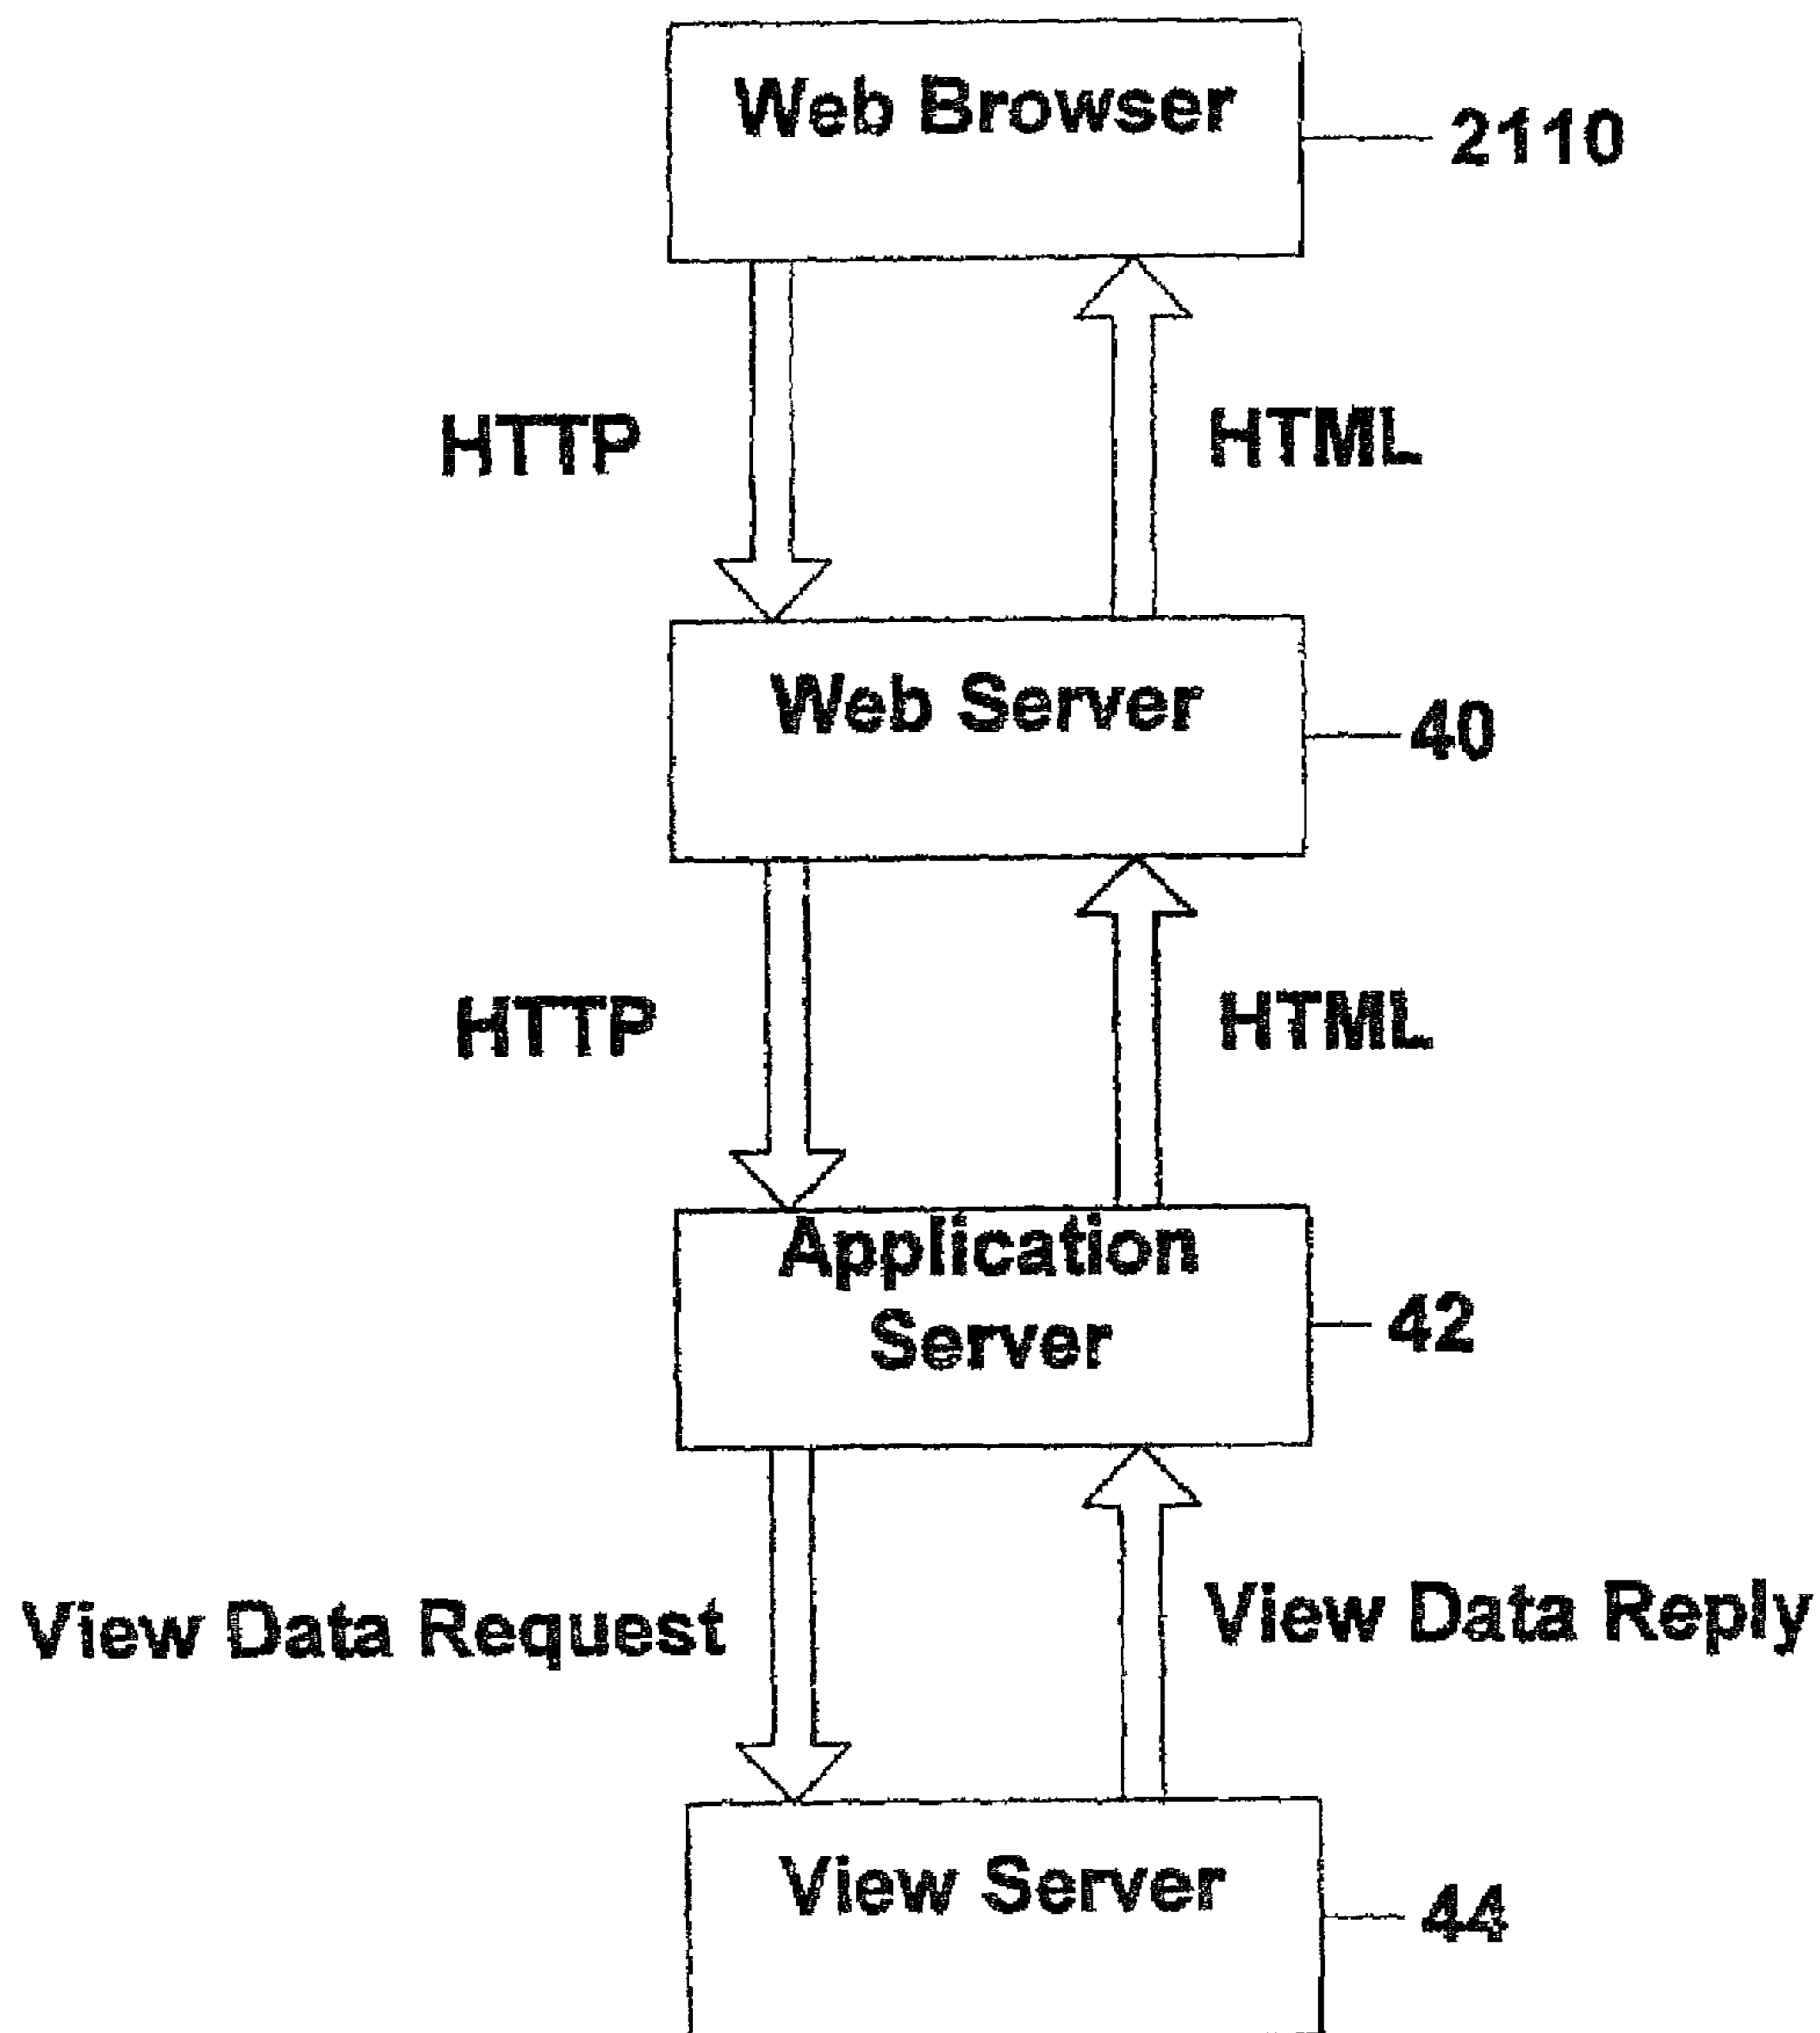 Web Browser
2110
HTTP
HTML
Web Server
40
HTTP
HTML
Application
Server
42
View Data Request
View Data Reply
View Server
44